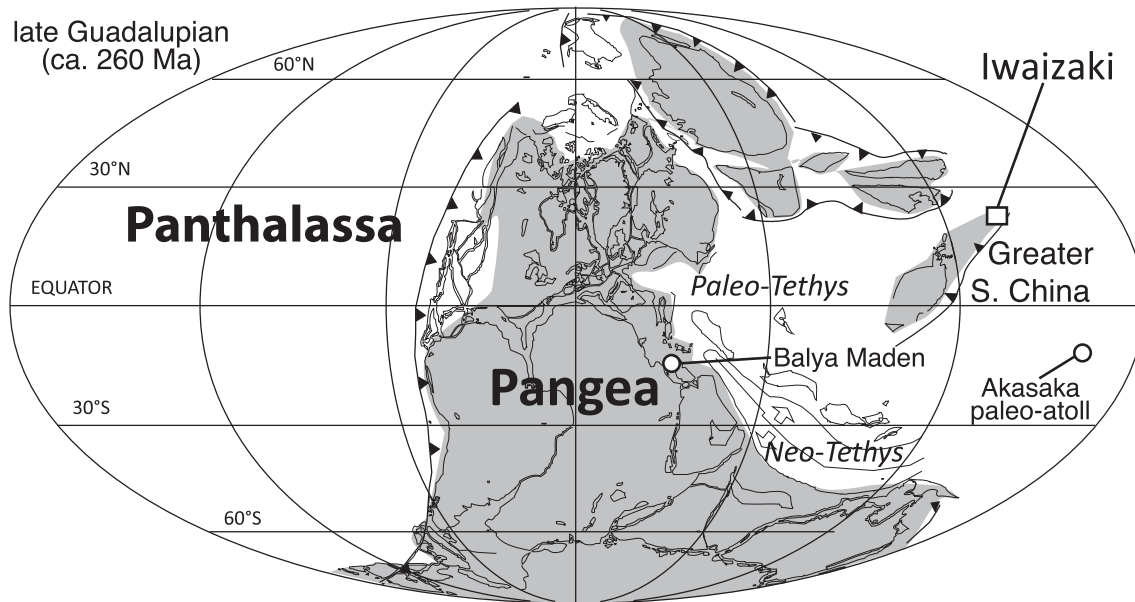 late Guadalupian
(ca. 260 Ma)
60°N
Iwaizaki
30°N
Panthalassa
Greater
S. China
EQUATOR
Paleo-Tethys
Balya Maden
Pangea
Akasaka
paleo-atoll
30°S
Neo-Tethys
60°S